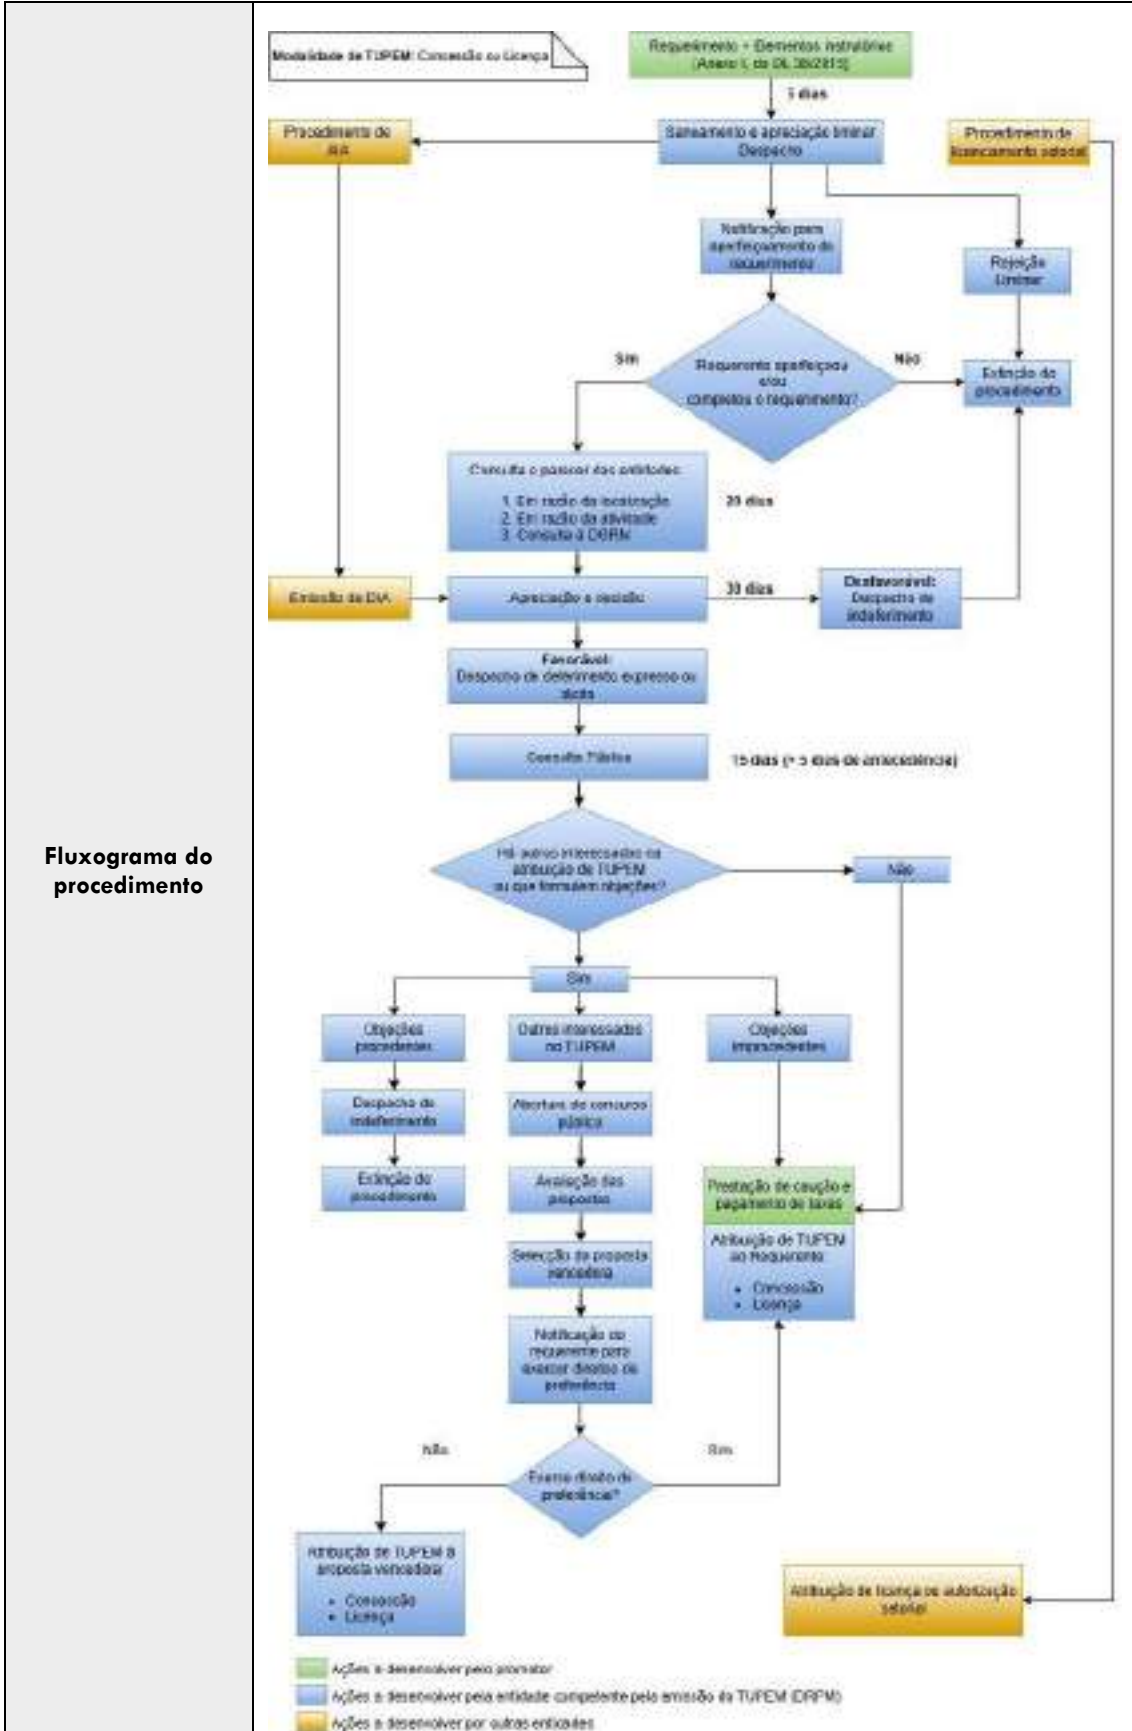 Modalidade de TUPEM: Concessão ou Licença
Requerimento + Elementos instrutórios
(Anexo I, do DL 38/2015)
5 dias
Procedimento de
AIA
Saneamento e apreciação liminar
Despacho
Procedimento de
licenciamento setorial
Notificação para
aperfeiçoamento do
requerimento
Rejeição
Liminar
Sim
Requerente aperfeiçoou
e/ou
completou o requerimento?
Não
Extinção do
procedimento
Consulta e parecer das entidades:
1. Em razão da localização
2. Em razão da atividade
3. Consulta à DGRM
20 dias
Emissão de DIA
Apreciação e decisão
30 dias
Desfavorável:
Despacho de
indeferimento
Favorável:
Despacho de deferimento expresso ou
tácito
Consulta Pública
15 dias (+ 5 dias de antecedência)
Fluxograma do
procedimento
Há outros interessados na
atribuição de TUPEM
ou que formulem objeções?
Não
Sim
Objeções
procedentes
Outros interessados
no TUPEM
Objeções
improcedentes
Despacho de
indeferimento
Abertura de concurso
público
Extinção do
procedimento
Avaliação das
propostas
Prestação de caução e
pagamento de taxas
Selecção da proposta
vencedora
Atribuição de TUPEM
ao Requerente
• Concessão
• Licença
Notificação do
requerente para
exercer direitos de
preferência
Não
Sim
Exerce direito de
preferência?
Atribuição de TUPEM à
proposta vencedora
• Concessão
• Licença
Atribuição de licença ou autorização
setorial
Ações a desenvolver pelo promotor
Ações a desenvolver pela entidade competente pela emissão do TUPEM (DRPM)
Ações a desenvolver por outras entidades